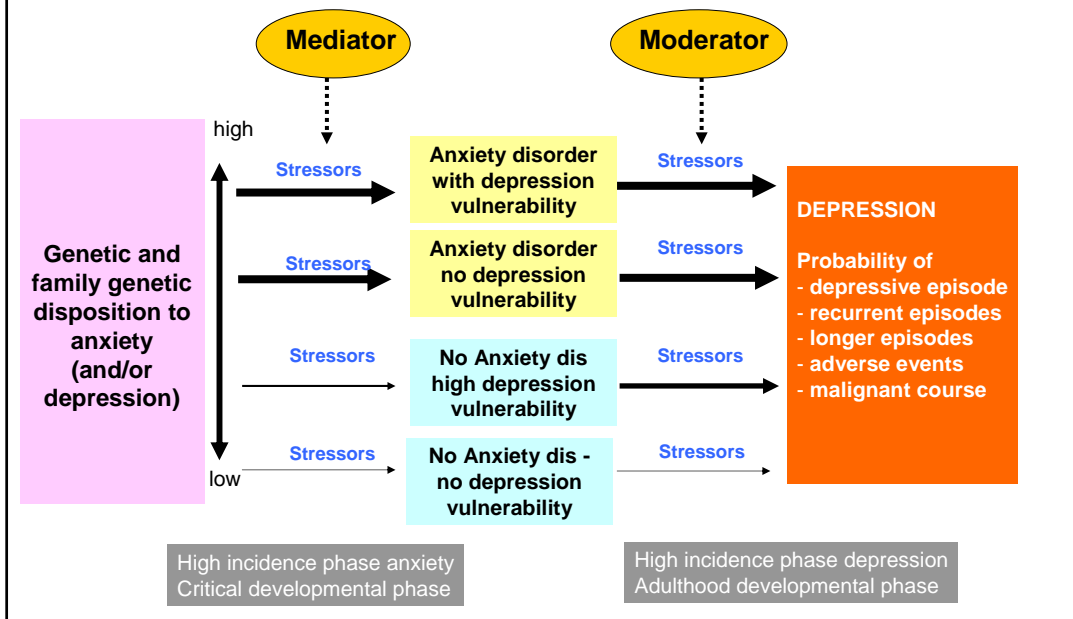 Mediator
Moderator
high
low
Genetic and
family genetic
disposition to
anxiety
(and/or
depression)
Stressors
Anxiety disorder
with depression
vulnerability
Stressors
Stressors
Anxiety disorder
no depression
vulnerability
Stressors
Stressors
No Anxiety dis
high depression
vulnerability
Stressors
Stressors
No Anxiety dis -
no depression
vulnerability
Stressors
DEPRESSION
Probability of
- depressive episode
- recurrent episodes
- longer episodes
- adverse events
- malignant course
High incidence phase anxiety
Critical developmental phase
High incidence phase depression
Adulthood developmental phase